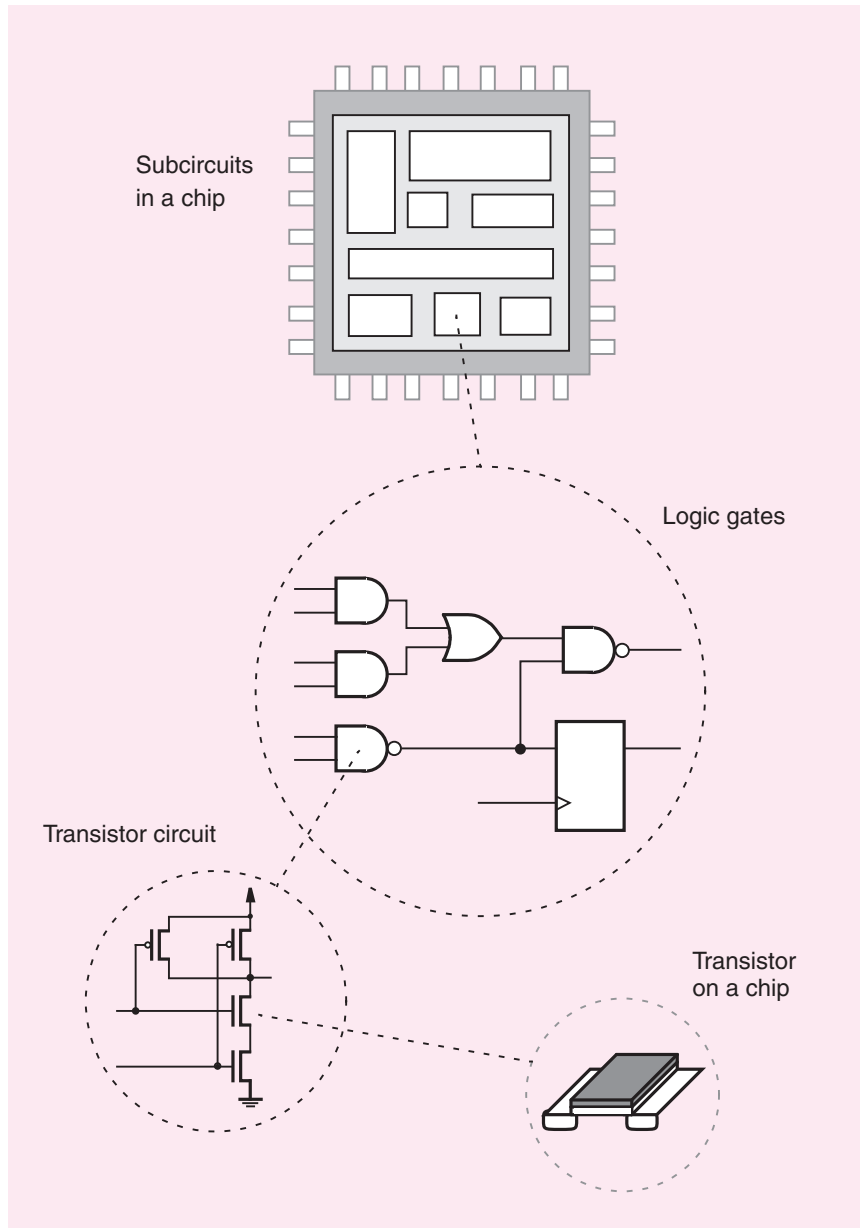 Subcircuits
in a chip
Logic gates
Transistor circuit
Transistor
on a chip